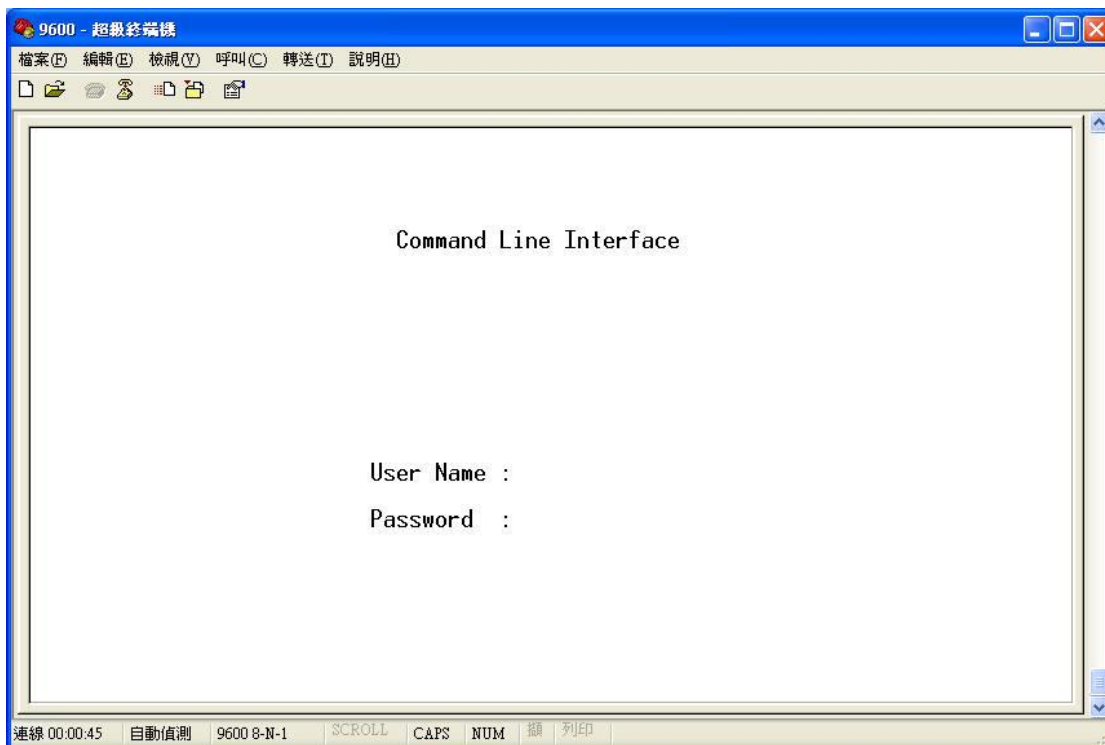 9600 - 超級終端機
檔案(F) 編輯(E) 檢視(V) 呼叫(C) 轉送(T) 說明(H)
Command Line Interface
User Name :
Password :
連線 00:00:45 自動偵測 9600 8-N-1 SCROLL CAPS NUM 擷 列印